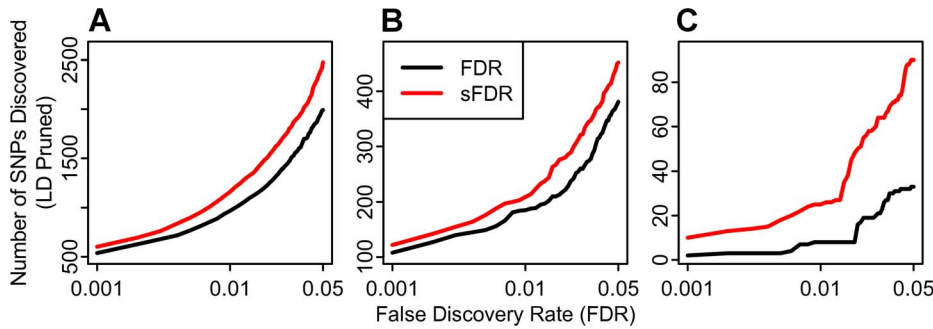 A
B
C
Number of SNPs Discovered
(LD Pruned)
500
1500
2500
0.001
0.01
0.05
FDR
sFDR
100
200
300
400
0.001
0.01
0.05
0
20
40
60
80
0.001
0.01
0.05
False Discovery Rate (FDR)